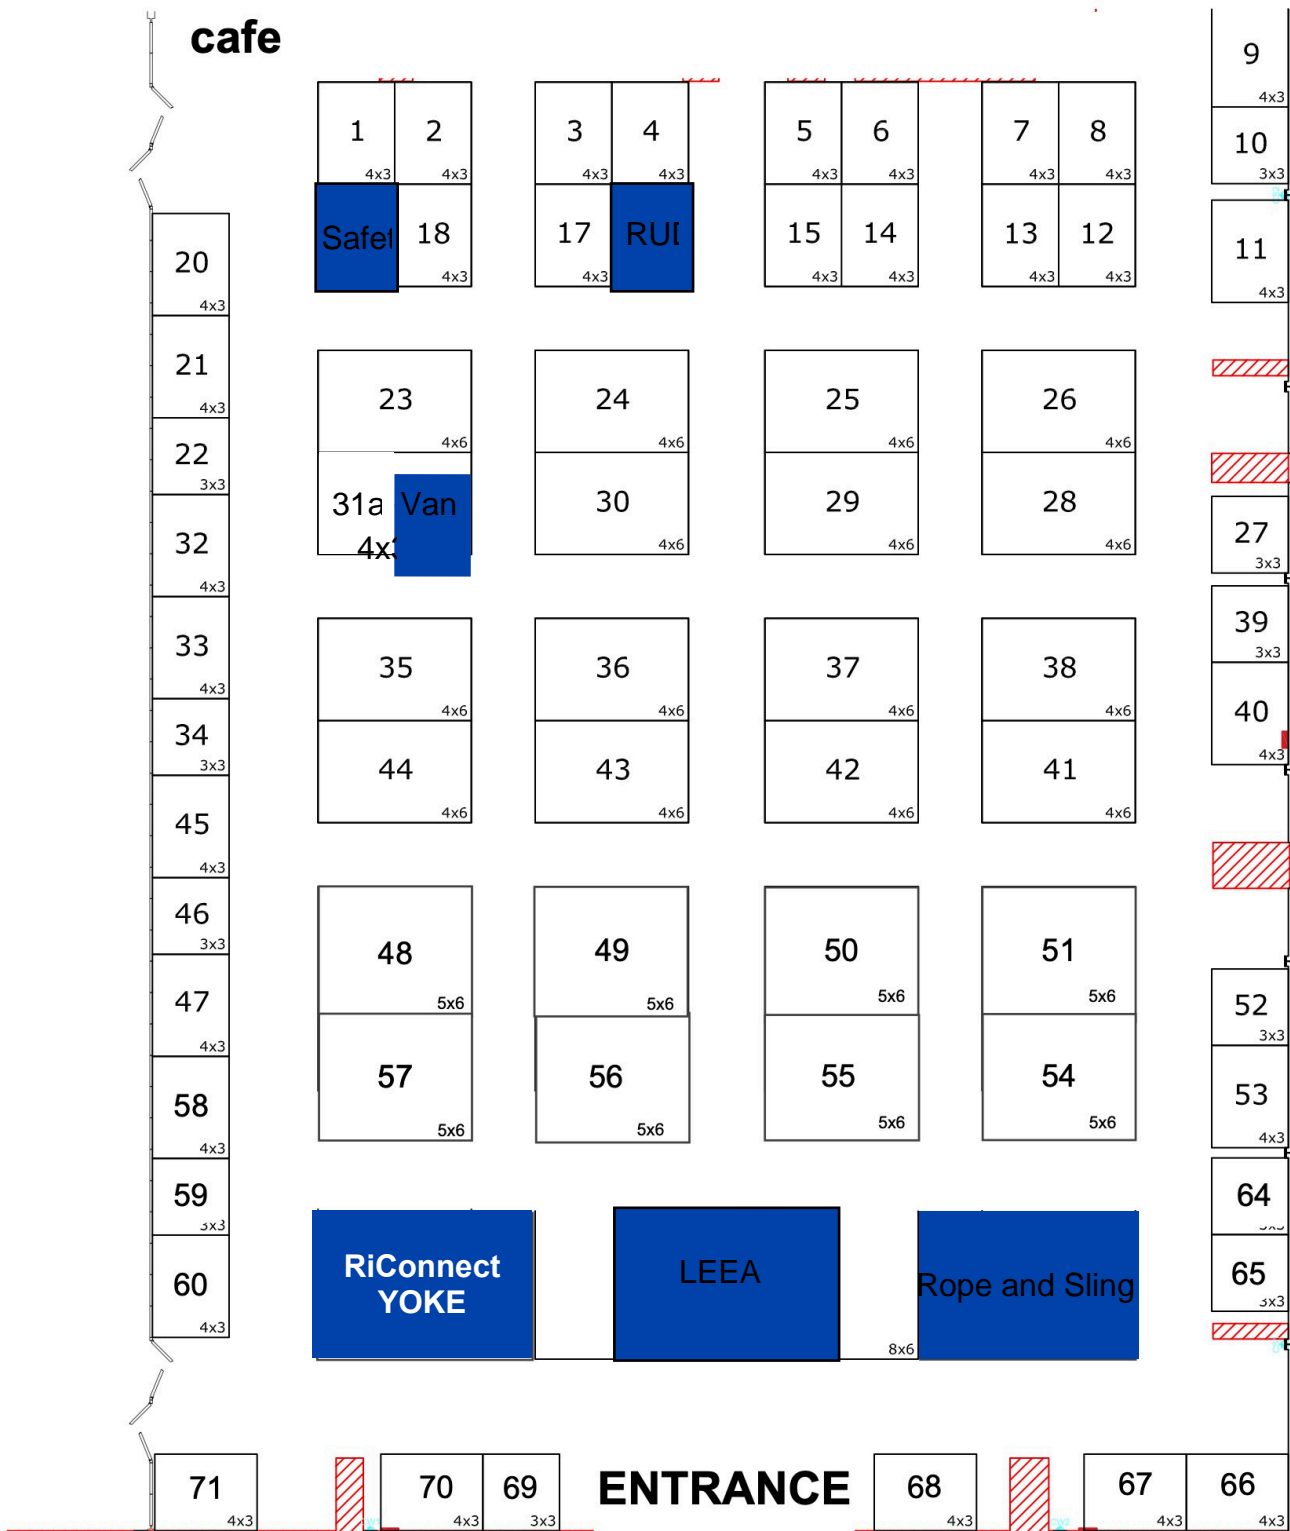 cafe
9
4x3
1 2 3 4 5 6 7 8
4x3 4x3 4x3 4x3 4x3 4x3 4x3 4x3
10
3x3
Safet 18 17 RUI 15 14 13 12
4x3 4x3 4x3 4x3 4x3 4x3
11
4x3
20
4x3
21
4x3
22
3x3
23 24 25 26
4x6 4x6 4x6 4x6
31a Van 30 29 28
4x 4x6 4x6 4x6
27
3x3
32
4x3
33
4x3
34
3x3
35 36 37 38
4x6 4x6 4x6 4x6
39
3x3
40
4x3
44 43 42 41
4x6 4x6 4x6 4x6
45
4x3
46
3x3
47
4x3
48 49 50 51
5x6 5x6 5x6 5x6
52
3x3
53
4x3
57 56 55 54
5x6 5x6 5x6 5x6
58
4x3
59
3x3
60
4x3
RiConnect
YOKE
LEEA
Rope and Sling
8x6
64
65
3x3
71
4x3
70 69
4x3 3x3
ENTRANCE
68
4x3
67 66
4x3 4x3